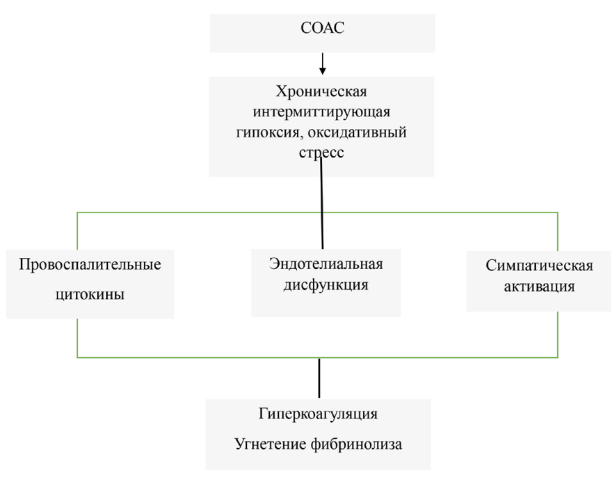 СОАС
Хроническая
интермиттирующая
гипоксия, оксидативный
стресс
Провоспалительные
цитокины
Эндотелиальная
дисфункция
Симпатическая
активация
Гиперкоагуляция
Угнетение фибринолиза